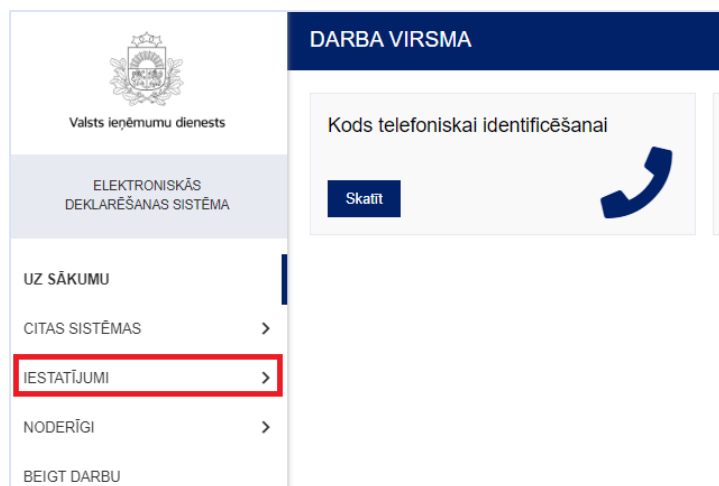 Valsts ieņēmumu dienests
ELEKTRONISKĀS
DEKLARĒŠANAS SISTĒMA
UZ SĀKUMU
CITAS SISTĒMAS
IESTATĪJUMI
NODERĪGI
BEIGT DARBU
DARBA VIRSMA
Kods telefoniskai identificēšanai
Skatīt